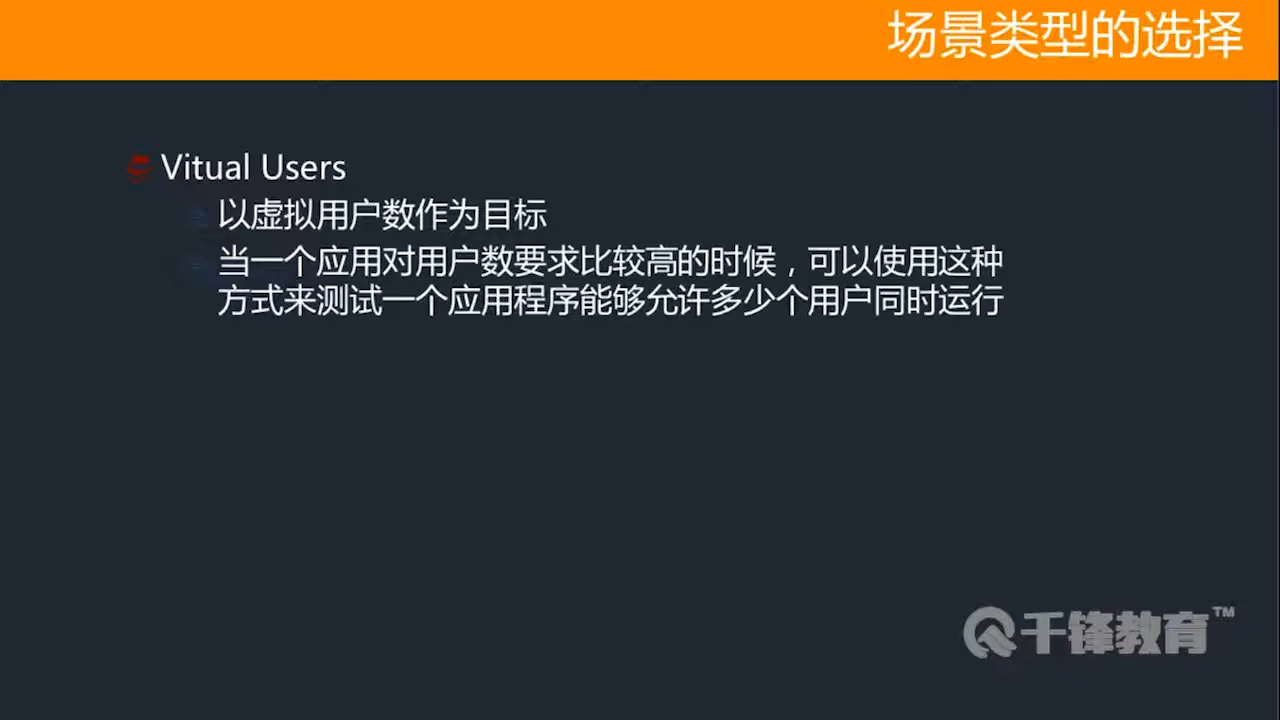 场景类型的选择
Vitual Users
以虚拟用户数作为目标
当一个应用对用户数要求比较高的时候，可以使用这种
方式来测试一个应用程序能够允许多少个用户同时运行
千锋教育™